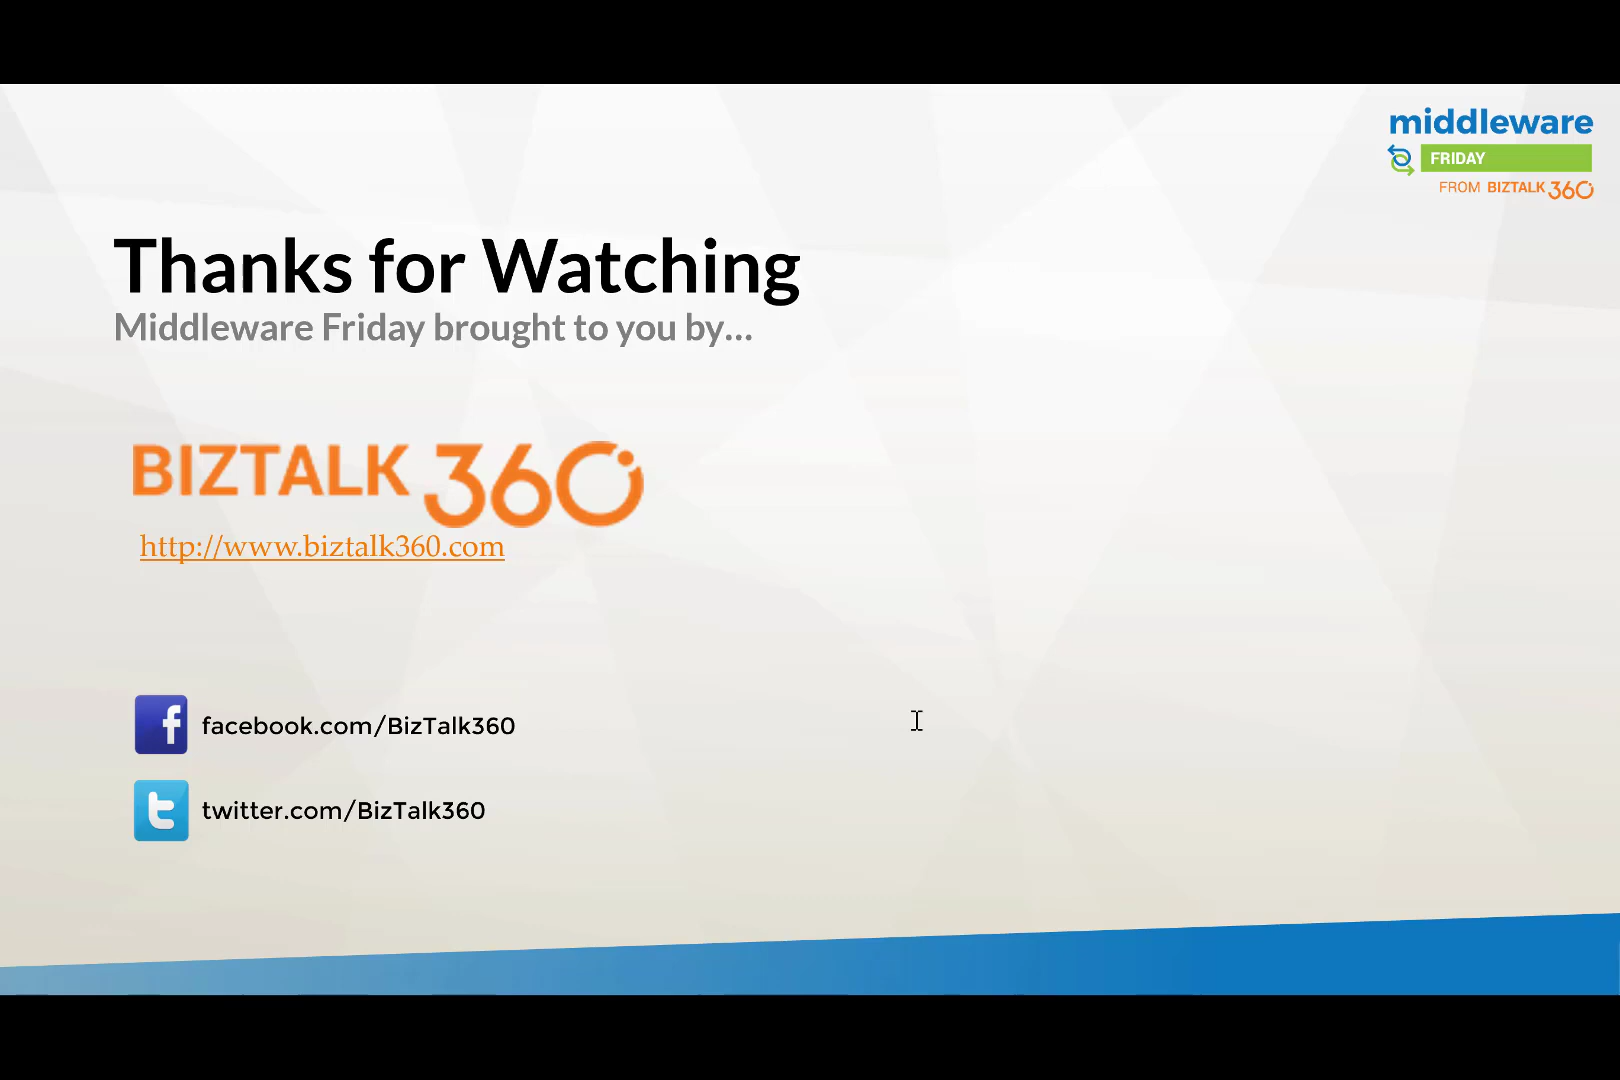 middleware
FRIDAY
FROM BIZTALK 360
Thanks for Watching
Middleware Friday brought to you by...
BIZTALK 360
http://www.biztalk360.com
facebook.com/BizTalk360
twitter.com/BizTalk360